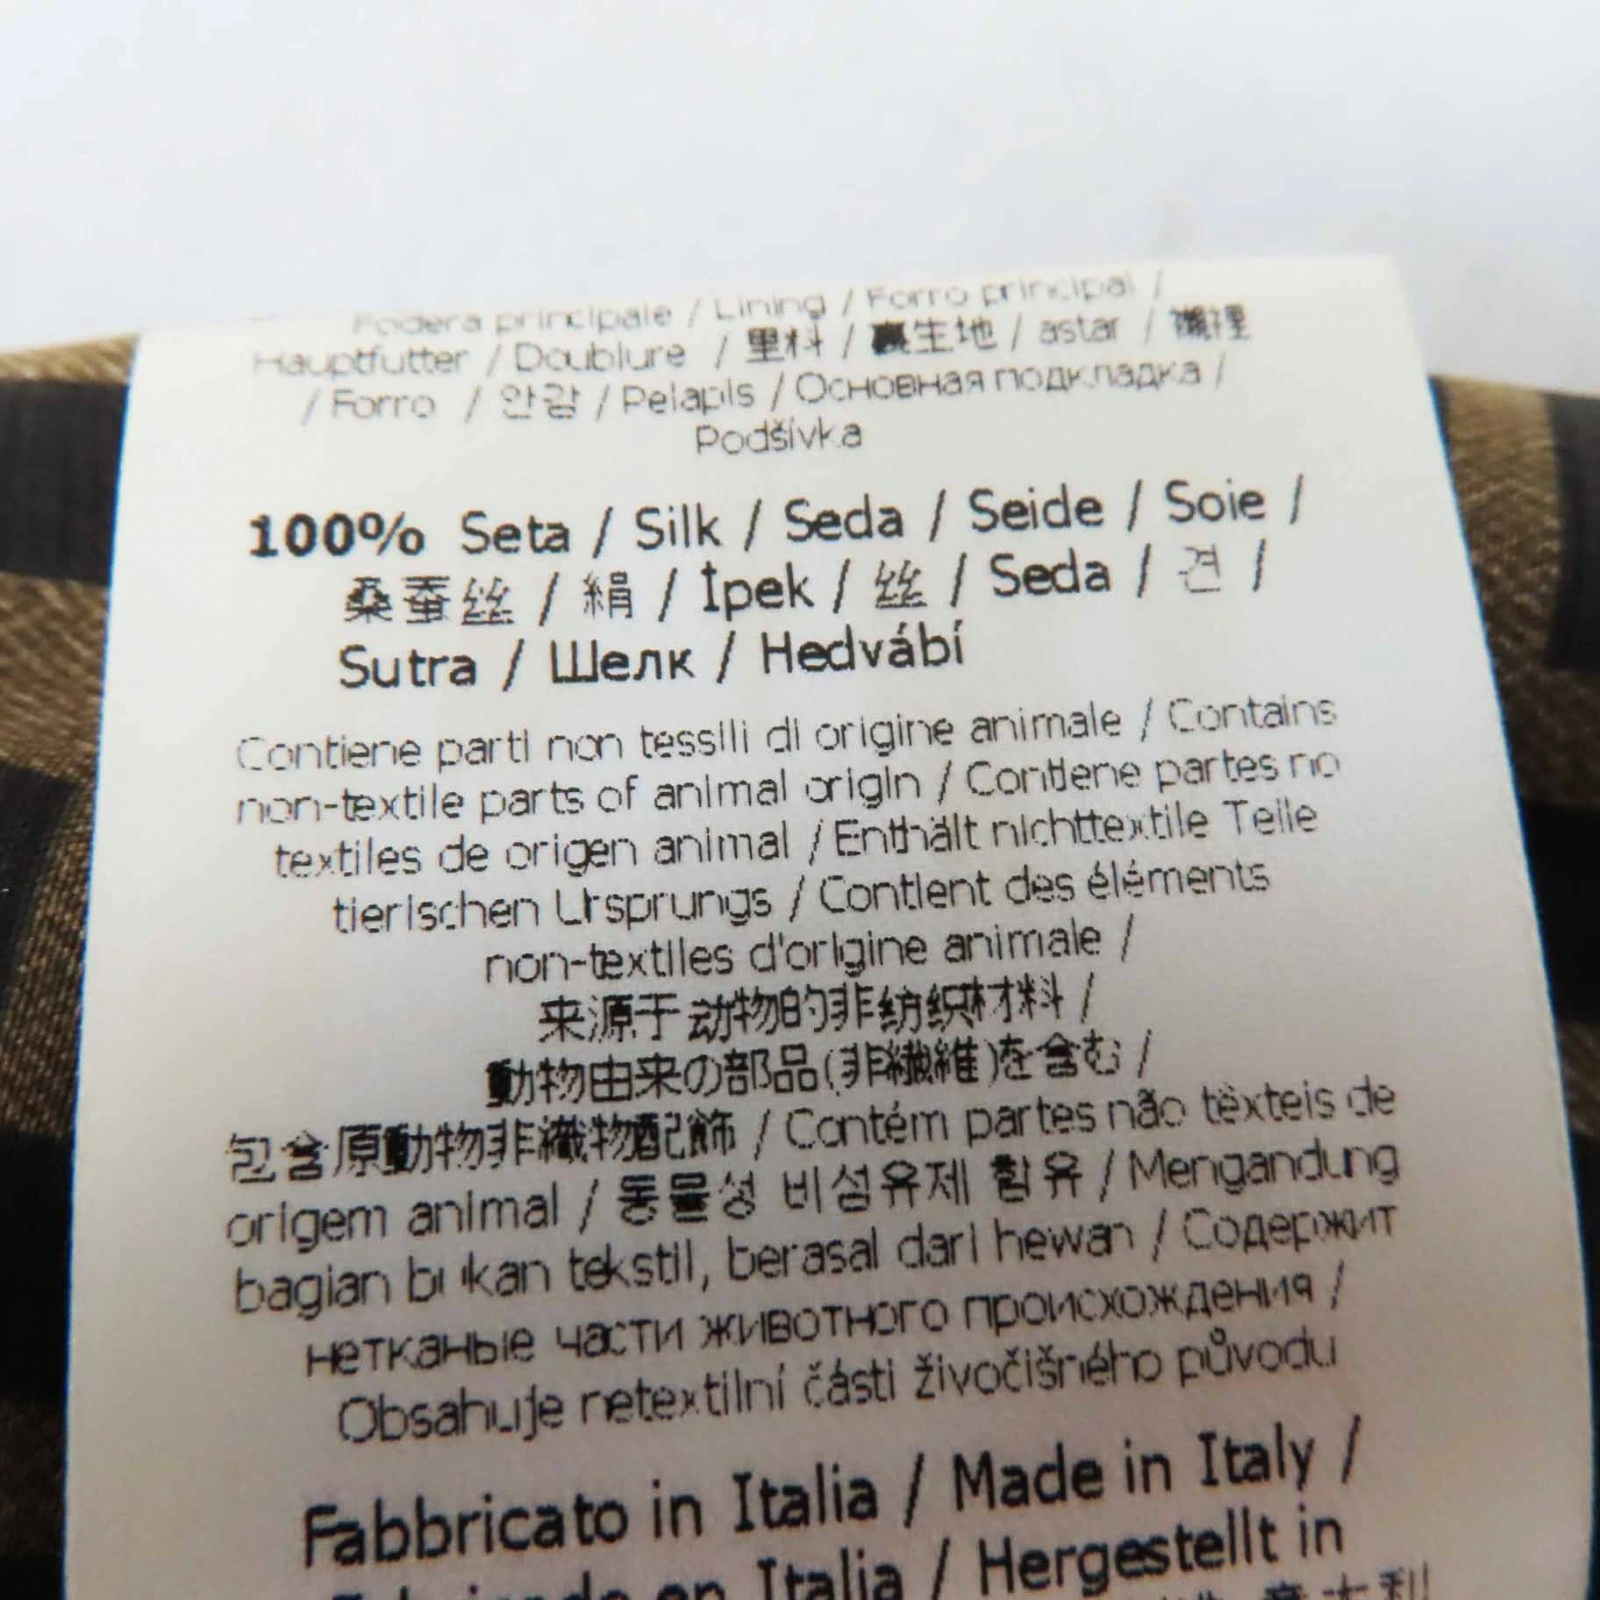 Fodera principale / Lining / Forro principal /
Hauptfutter / Doublure / 里料 / 裏生地 / astar / 襯裡
/ Forro / 안감 / Pelapis / Основная подкладка /
Podšívka
100% Seta / Silk / Seda / Seide / Soie /
桑蚕丝 / 絹 / İpek / 丝 / Seda / 견 /
Sutra / Шелк / Hedvábí
Contiene parti non tessili di origine animale / Contains
non-textile parts of animal origin / Contiene partes no
textiles de origen animal / Enthält nichttextile Teile
tierischen Ursprungs / Contient des éléments
non-textiles d'origine animale /
来源于动物的非纺织材料 /
動物由来の部品(非繊維)を含む /
包含原動物非織物配飾 / Contém partes não têxteis de
origem animal / 동물성 비섬유제 함유 / Mengandung
bagian bukan tekstil, berasal dari hewan / Содержит
нетканые части животного происхождения /
Obsahuje netextilní části živočišného původu
Fabbricato in Italia / Made in Italy /
Fabricado en Italia / Hergestellt in
意大利